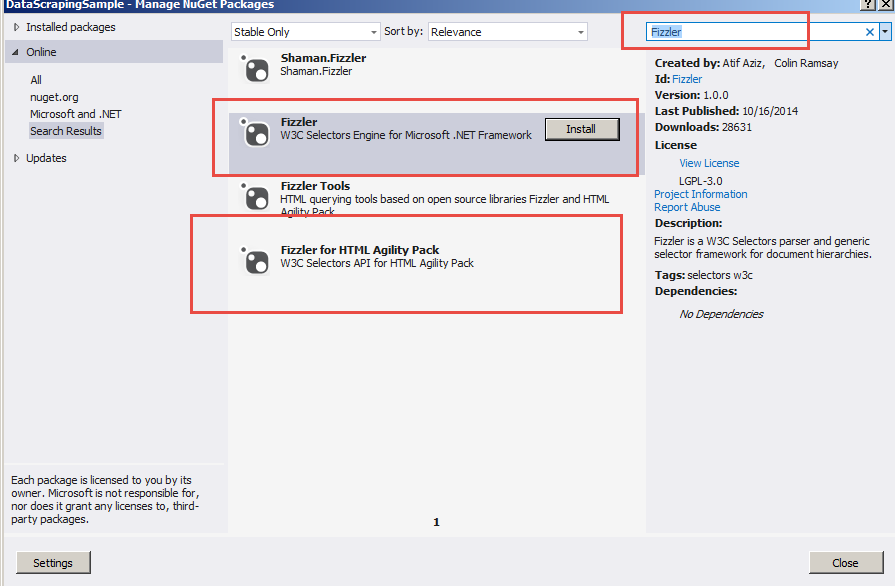 DataScrapingSample - Manage NuGet Packages
?
Installed packages
Online
All
nuget.org
Microsoft and .NET
Search Results
Updates
Each package is licensed to you by its
owner. Microsoft is not responsible for,
nor does it grant any licenses to, third-
party packages.
Settings
Stable Only
Sort by:
Relevance
Shaman.Fizzler
Shaman.Fizzler
Fizzler
W3C Selectors Engine for Microsoft .NET Framework
Install
Fizzler Tools
HTML querying tools based on open source libraries Fizzler and HTML
Agility Pack
Fizzler for HTML Agility Pack
W3C Selectors API for HTML Agility Pack
1
Fizzler
Created by: Atif Aziz, Colin Ramsay
Id: Fizzler
Version: 1.0.0
Last Published: 10/16/2014
Downloads: 28631
License
View License
LGPL-3.0
Project Information
Report Abuse
Description:
Fizzler is a W3C Selectors parser and generic
selector framework for document hierarchies.
Tags: selectors w3c
Dependencies:
No Dependencies
Close